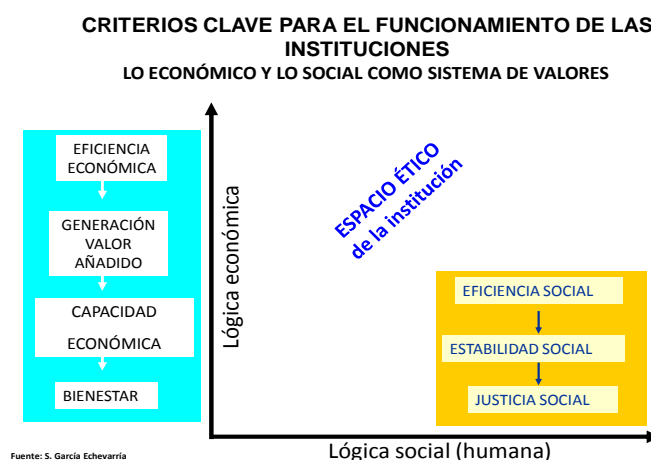 CRITERIOS CLAVE PARA EL FUNCIONAMIENTO DE LAS
INSTITUCIONES
LO ECONÓMICO Y LO SOCIAL COMO SISTEMA DE VALORES
EFICIENCIA
ECONÓMICA
GENERACIÓN
VALOR
AÑADIDO
CAPACIDAD
ECONÓMICA
BIENESTAR
Lógica económica
ESPACIO ÉTICO
de la institución
EFICIENCIA SOCIAL
ESTABILIDAD SOCIAL
JUSTICIA SOCIAL
Lógica social (humana)
Fuente: S. García Echevarría